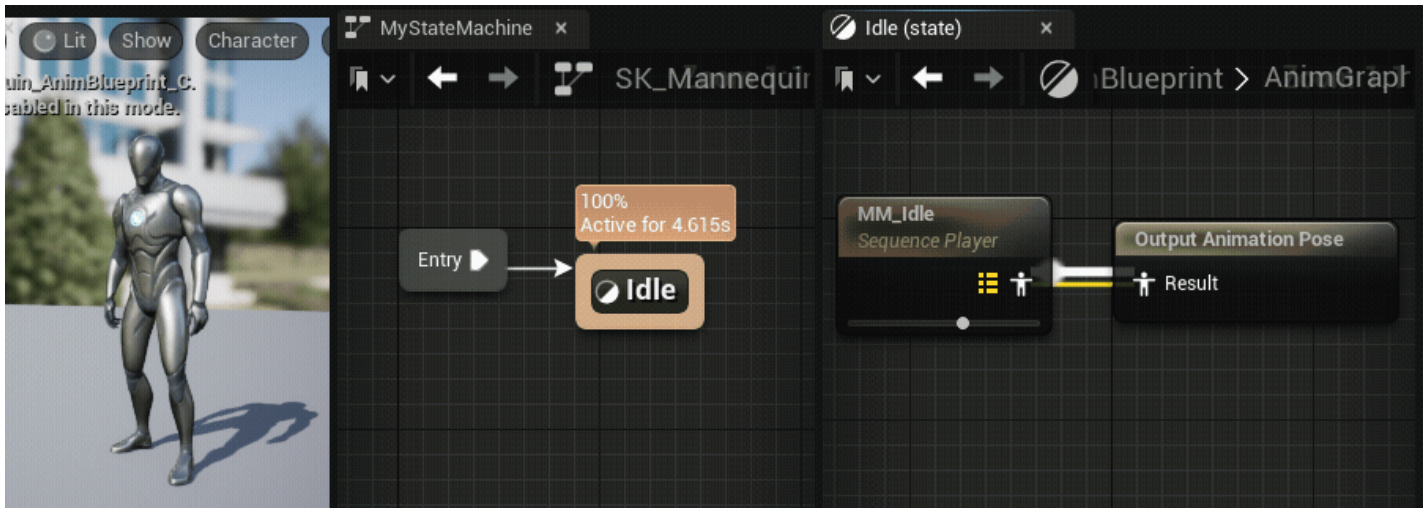 Lit
Show
Character
uin_AnimBlueprint_C.
sabled in this mode.
MyStateMachine
SK_Mannequin
Entry
100%
Active for 4.615s
Idle
Idle (state)
Blueprint > AnimGraph
MM_Idle
Sequence Player
Output Animation Pose
Result